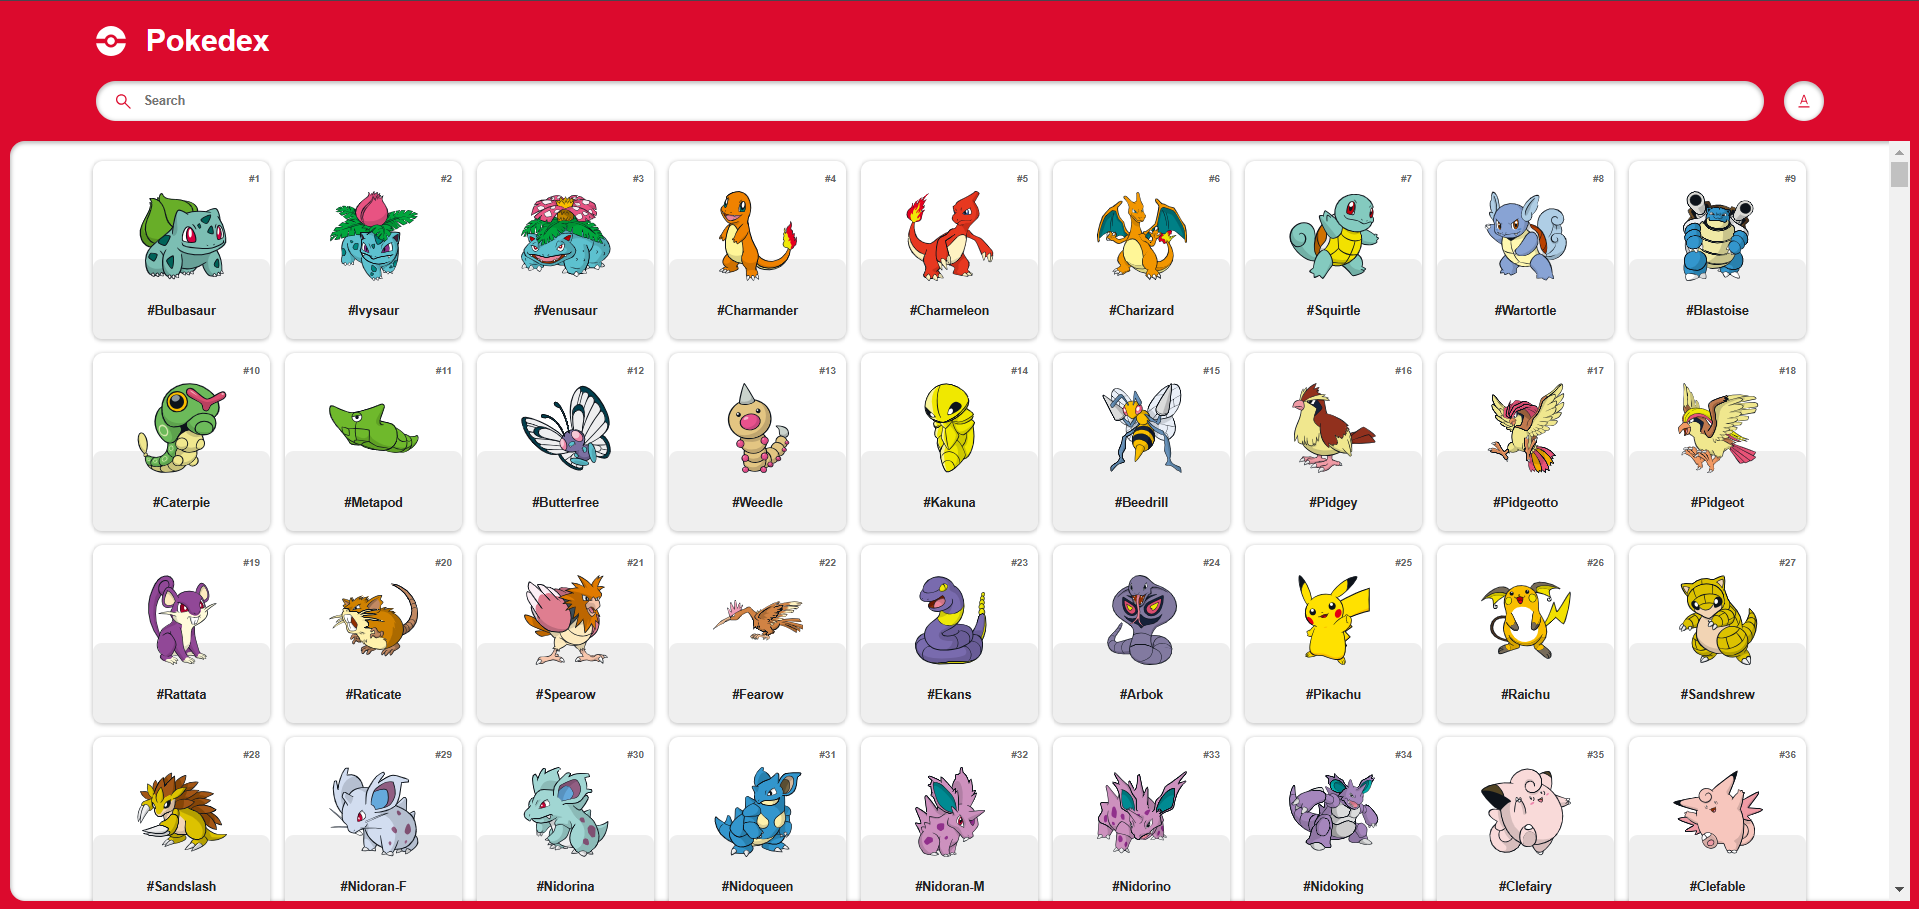 Pokedex
Search
A
#1 #2 #3 #4 #5 #6 #7 #8 #9
#Bulbasaur #Ivysaur #Venusaur #Charmander #Charmeleon #Charizard #Squirtle #Wartortle #Blastoise
#10 #11 #12 #13 #14 #15 #16 #17 #18
#Caterpie #Metapod #Butterfree #Weedle #Kakuna #Beedrill #Pidgey #Pidgeotto #Pidgeot
#19 #20 #21 #22 #23 #24 #25 #26 #27
#Rattata #Raticate #Spearow #Fearow #Ekans #Arbok #Pikachu #Raichu #Sandshrew
#28 #29 #30 #31 #32 #33 #34 #35 #36
#Sandslash #Nidoran-F #Nidorina #Nidoqueen #Nidoran-M #Nidorino #Nidoking #Clefairy #Clefable